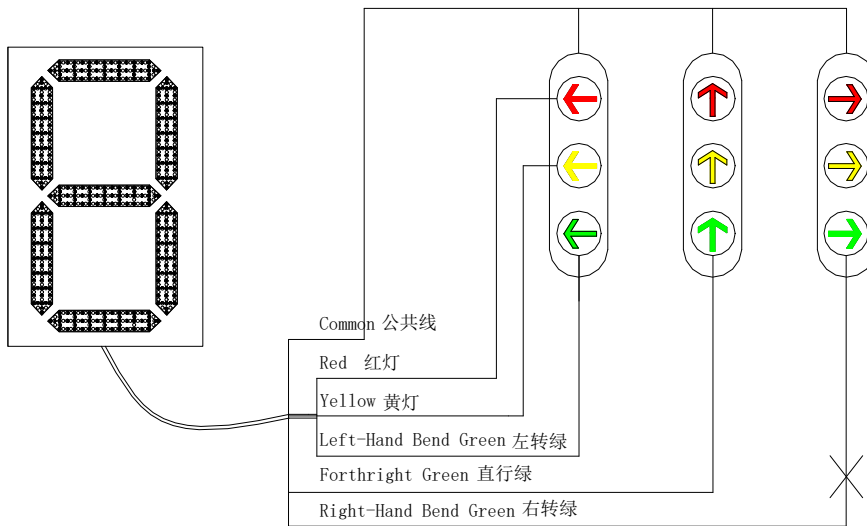 Common 公共线
Red 红灯
Yellow 黄灯
Left-Hand Bend Green 左转绿
Forthright Green 直行绿
Right-Hand Bend Green 右转绿